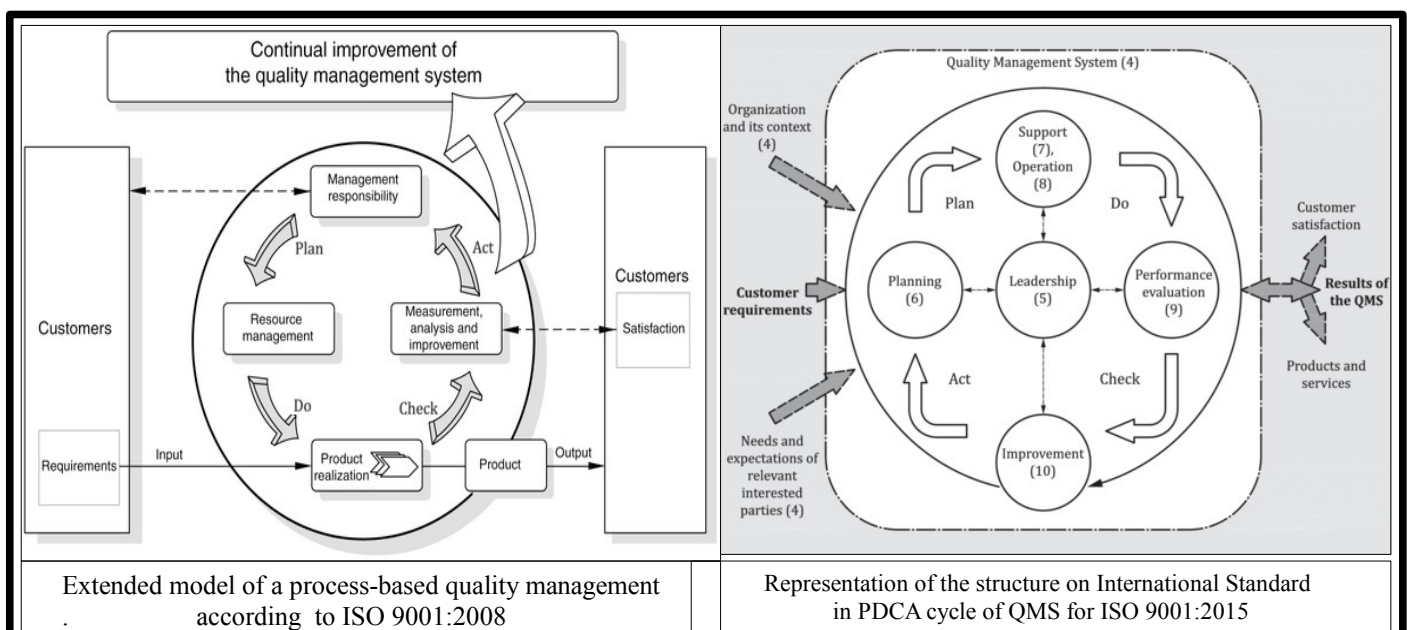 Continual improvement of
the quality management system
Customers
Requirements
Input
Management
responsibility
Plan
Act
Resource
management
Measurement,
analysis and
improvement
Do
Check
Product
realization
Product
Output
Customers
Satisfaction
Extended model of a process-based quality management
. according to ISO 9001:2008
Quality Management System (4)
Organization
and its context
(4)
Customer
requirements
Needs and
expectations of
relevant
interested
parties (4)
Support
(7),
Operation
(8)
Plan
Do
Planning
(6)
Leadership
(5)
Performance
evaluation
(9)
Act
Check
Improvement
(10)
Customer
satisfaction
Results of
the QMS
Products and
services
Representation of the structure on International Standard
in PDCA cycle of QMS for ISO 9001:2015